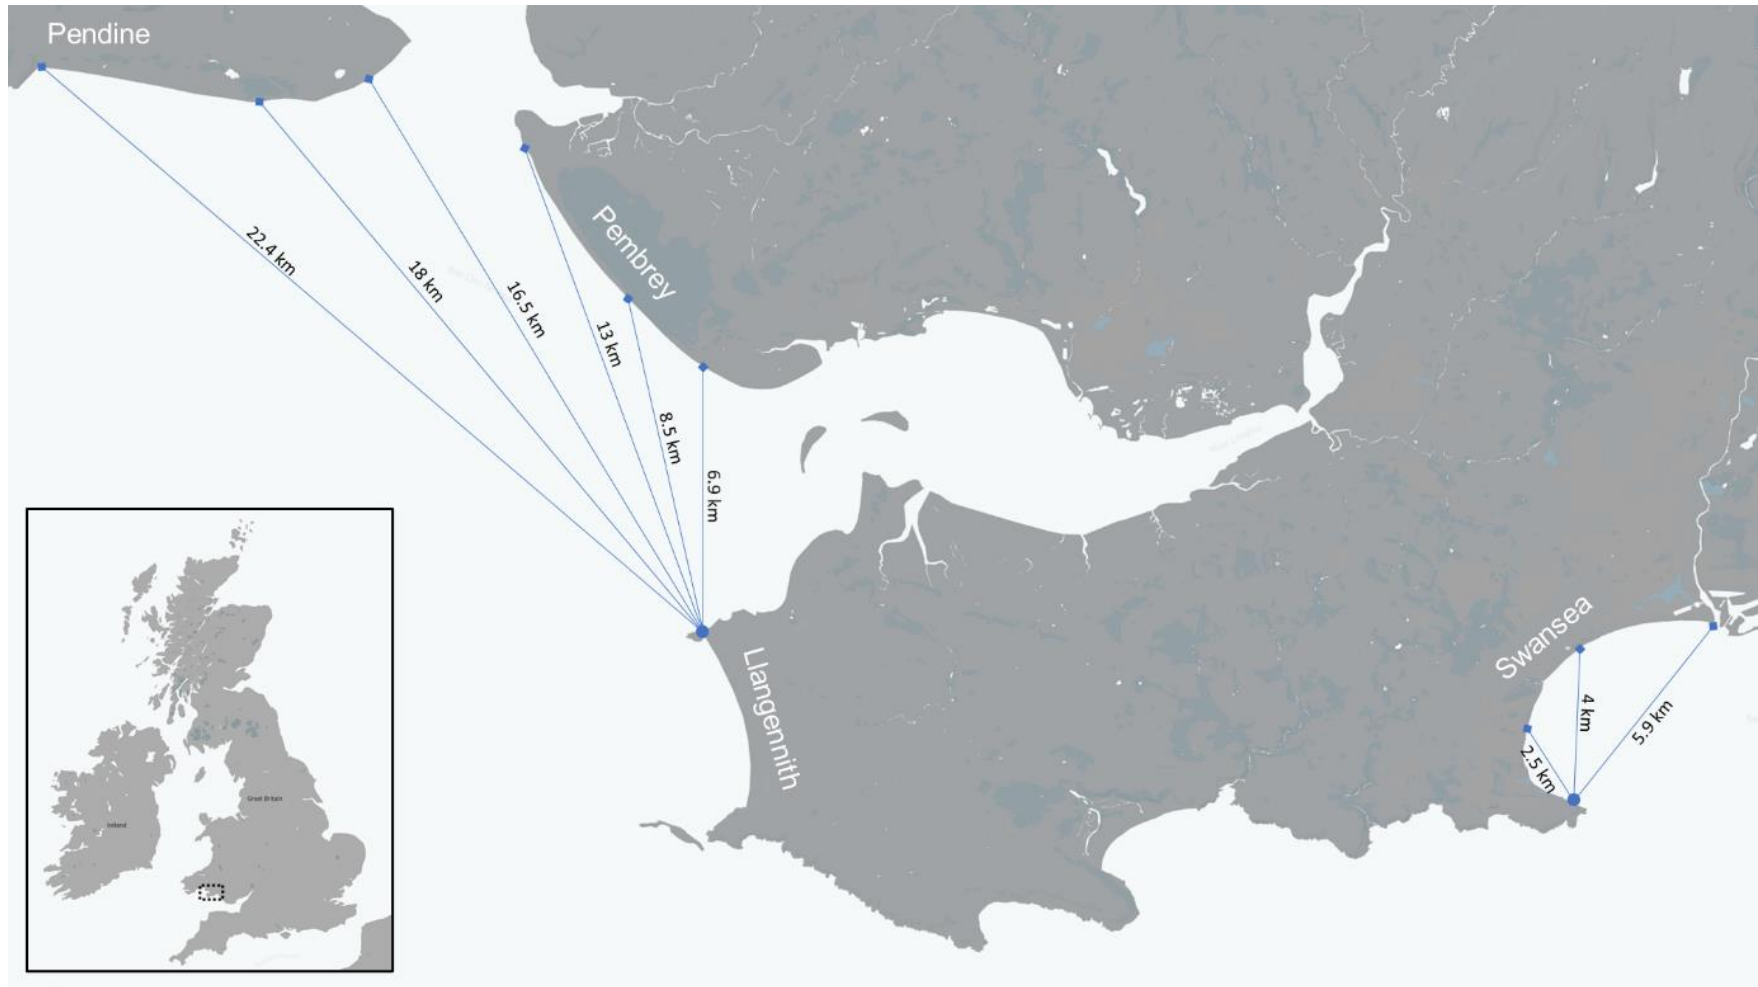 Pendine
22.4 km
18 km
16.5 km
13 km
8.5 km
6.9 km
Pembrey
Llangennith
Swansea
4 km
5.9 km
2.5 km
Great Britain
Ireland